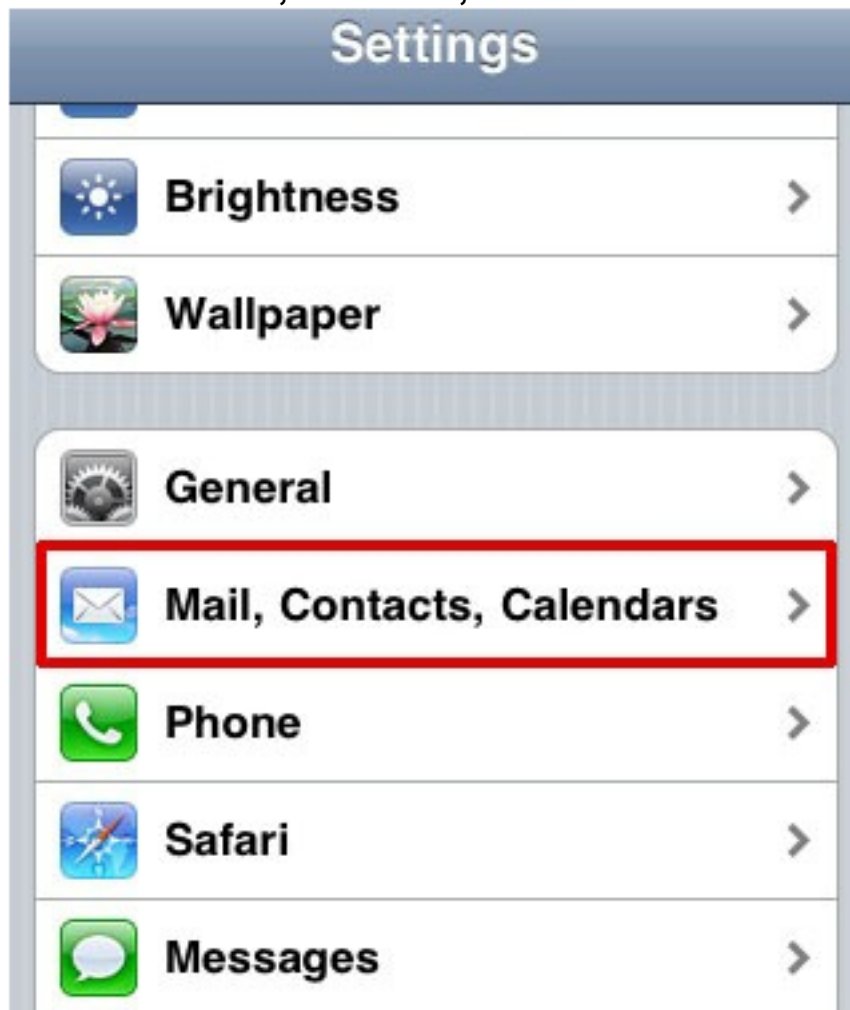 Settings
Brightness
Wallpaper
General
Mail, Contacts, Calendars
Phone
Safari
Messages